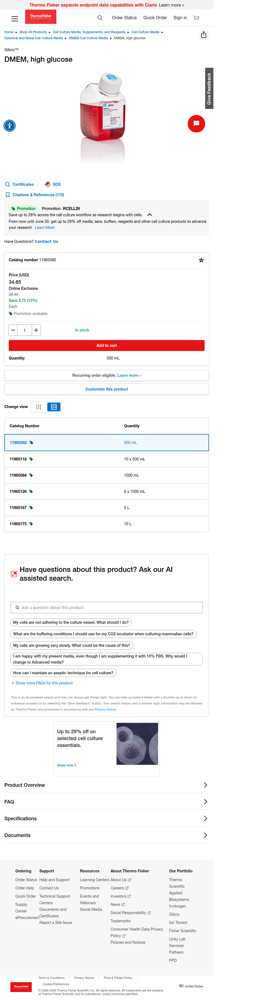 Thermo Fisher expands endpoint data capabilities with Clario Learn more ›
ThermoFisher
SCIENTIFIC
Order Status Quick Order Sign in
Home ▸ Shop All Products ▸ Cell Culture Media, Supplements, and Reagents ▸ Cell Culture Media ▸
Classical and Basal Cell Culture Media ▸ DMEM Cell Culture Media ▸ DMEM, high glucose
Gibco™
DMEM, high glucose
Give Feedback
1X
gibco
Certificates SDS
Citations & References (110)
Promotion Promotion: RCELL26
Save up to 29% across the cell culture workflow as research begins with cells.
From now until June 30, get up to 29% off media, sera, buffers, reagents and other cell culture products to advance
your research Learn More
Have Questions? Contact Us
Catalog number 11965092
Price (USD)
34.65
Online Exclusive
38.40
Save 3.75 (10%)
Each
Promotion available
− 1 + In stock
Add to cart
Quantity: 500 mL
Recurring order eligible. Learn more »
Customize this product
Change view
Catalog Number Quantity
11965092 500 mL
11965118 10 x 500 mL
11965084 1000 mL
11965126 6 x 1000 mL
11965167 5 L
11965175 10 L
Have questions about this product? Ask our AI
assisted search.
Ask a question about this product.
My cells are not adhering to the culture vessel. What should I do?
What are the buffering conditions I should use for my CO2 incubator when culturing mammalian cells?
My cells are growing very slowly. What could be the cause of this?
I am happy with my present media, even though I am supplementing it with 10% FBS. Why would I
change to Advanced media?
How can I maintain an aseptic technique for cell culture?
+ Show more FAQs for this product
This is an AI-powered search and may not always get things right. You can help us make it better with a thumbs up or down on
individual answers or by selecting the "Give feedback" button. Your search history and customer login information may be retained
by Thermo Fisher and processed in accordance with our Privacy Notice.
Up to 29% off on
selected cell culture
essentials.
Save now ›
Product Overview
FAQ
Specifications
Documents
Ordering
Order Status
Order Help
Quick Order
Supply
Center
eProcurement
Support
Help and Support
Contact Us
Technical Support
Centers
Documents and
Certificates
Report a Site Issue
Resources
Learning Centers
Promotions
Events and
Webinars
Social Media
About Thermo Fisher
About Us
Careers
Investors
News
Social Responsibility
Trademarks
Consumer Health Data Privacy
Policy
Policies and Notices
Our Portfolio
Thermo
Scientific
Applied
Biosystems
Invitrogen
Gibco
Ion Torrent
Fisher Scientific
Unity Lab
Services
Patheon
PPD
Terms & Conditions Privacy Notice Price & Freight Policy
Cookie Preferences
ThermoFisher
SCIENTIFIC
United States
© 2006-2026 Thermo Fisher Scientific Inc. All rights reserved. All trademarks are the property
of Thermo Fisher Scientific and its subsidiaries unless otherwise specified.